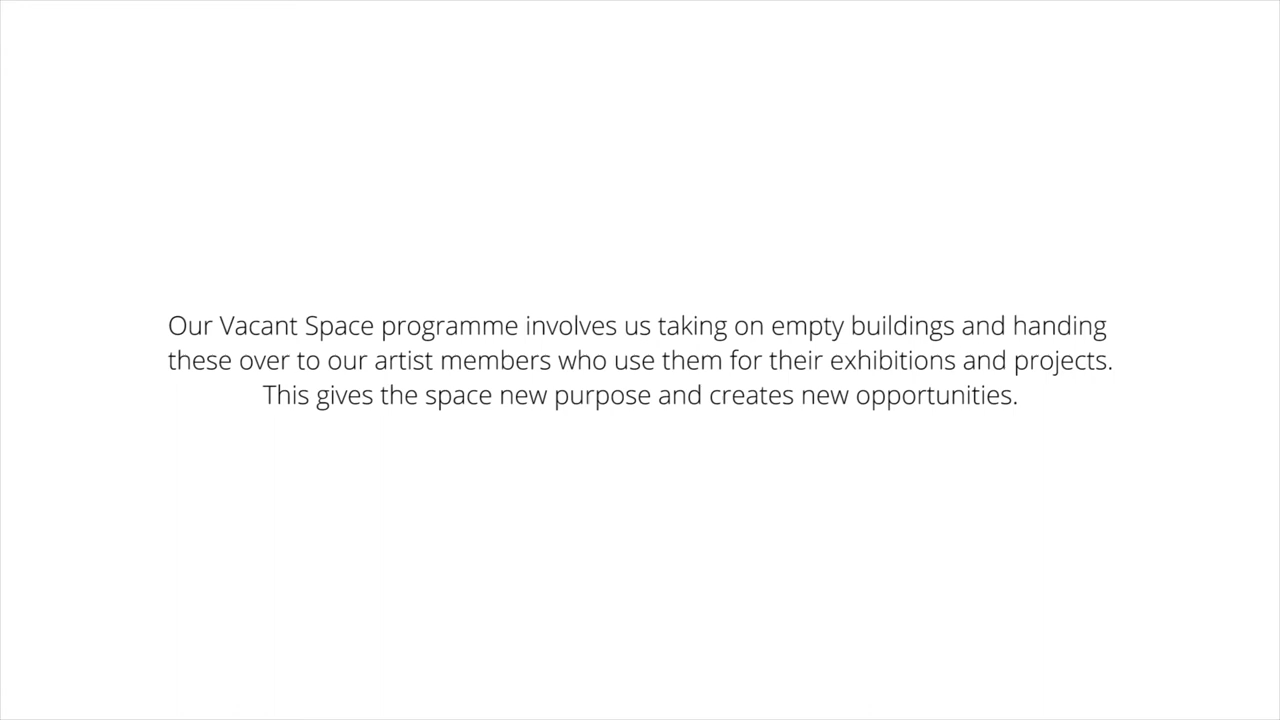 Our Vacant Space programme involves us taking on empty buildings and handing
these over to our artist members who use them for their exhibitions and projects.
This gives the space new purpose and creates new opportunities.